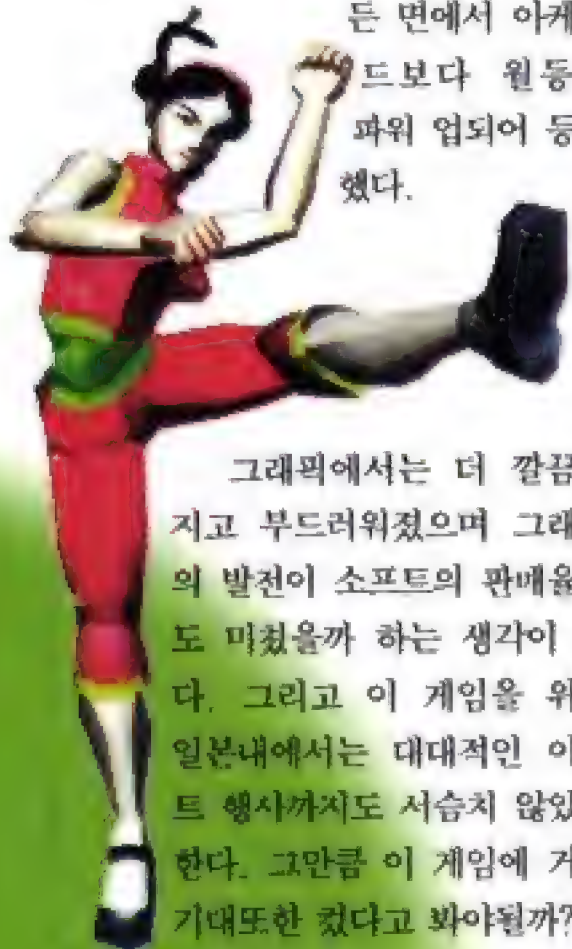 든 면에서 아케
드보다 월등
파워 업되어 등
했다.
그래픽에서는 더 깔끔
지고 부드러워졌으며 그래
의 발전이 소프트의 판매율
도 미쳤을까 하는 생각이
다. 그리고 이 게임을 위
일본내에서는 대대적인 이
트 행사까지도 서슴치 않았
한다. 그만큼 이 게임에 거
기대또한 컸다고 봐야될까?